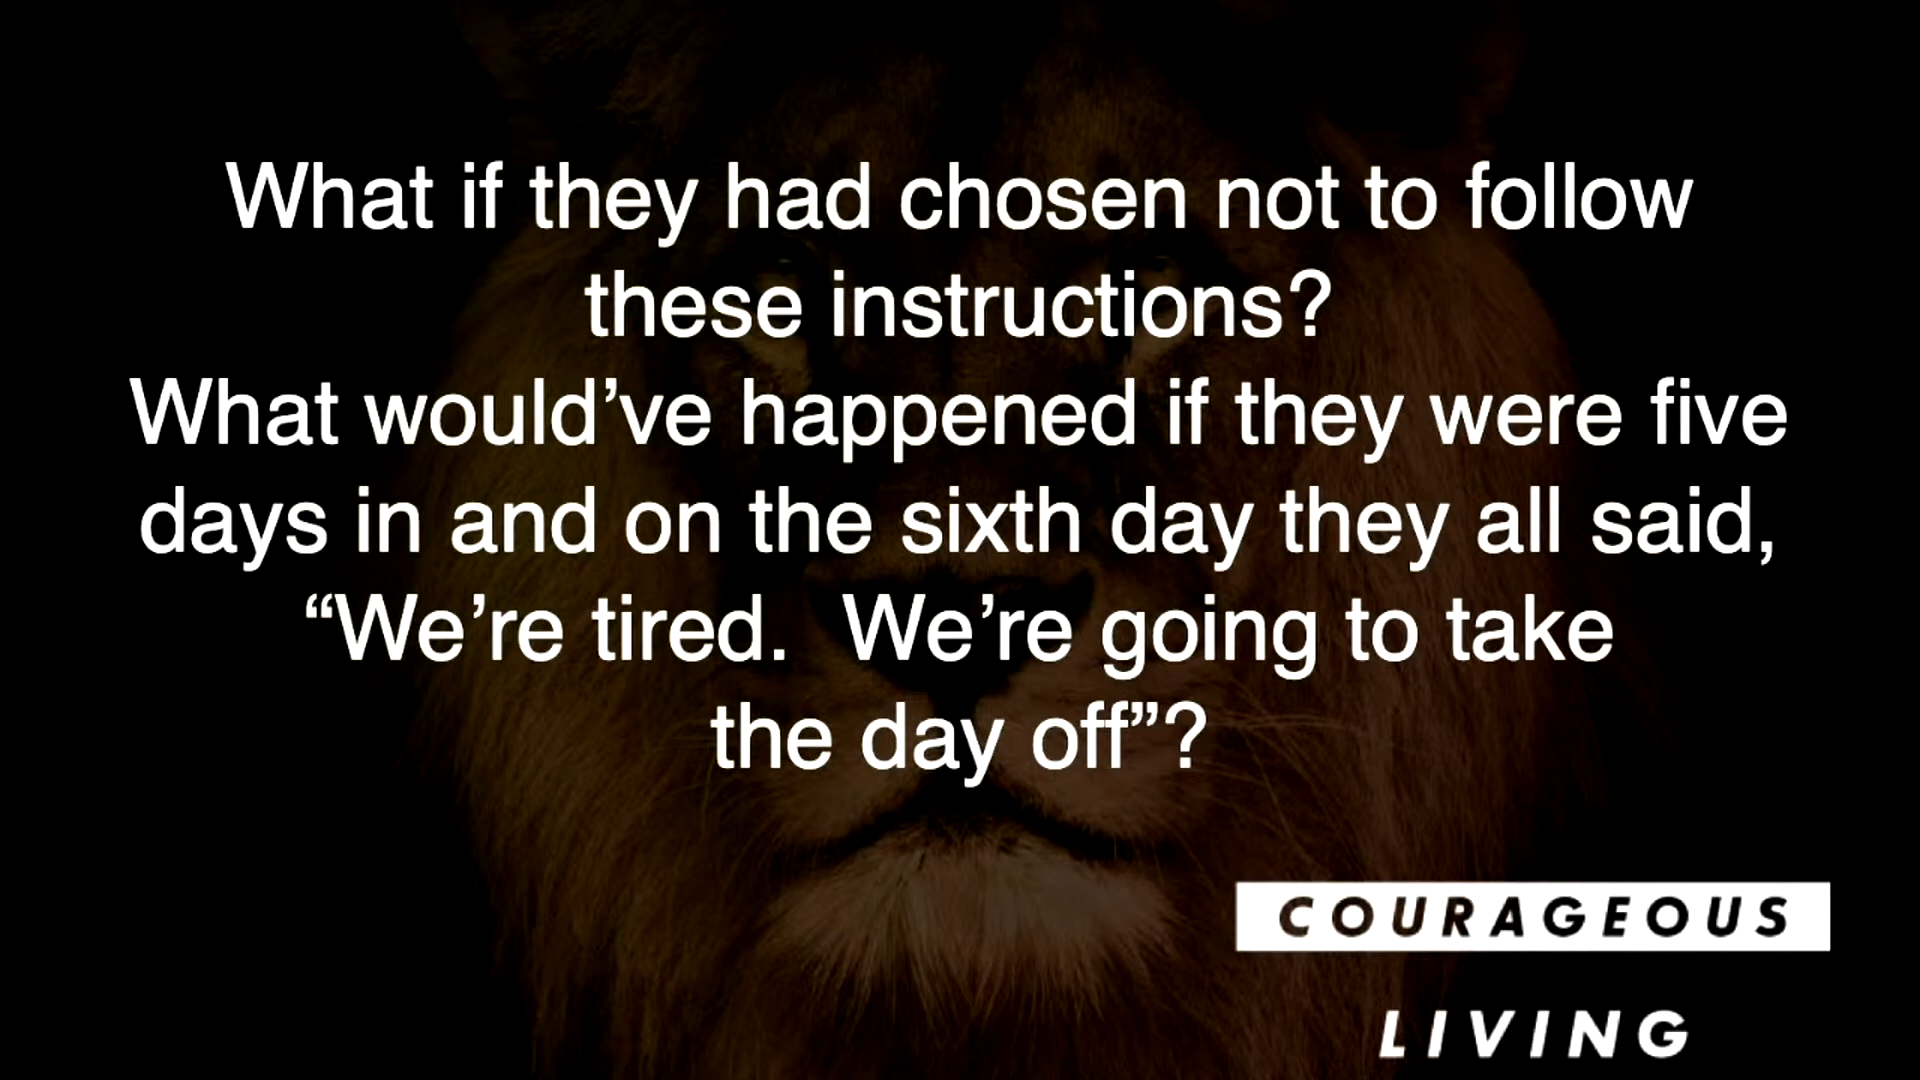 What if they had chosen not to follow
these instructions?
What would’ve happened if they were five
days in and on the sixth day they all said,
“We’re tired.  We’re going to take
the day off”?
COURAGEOUS
LIVING